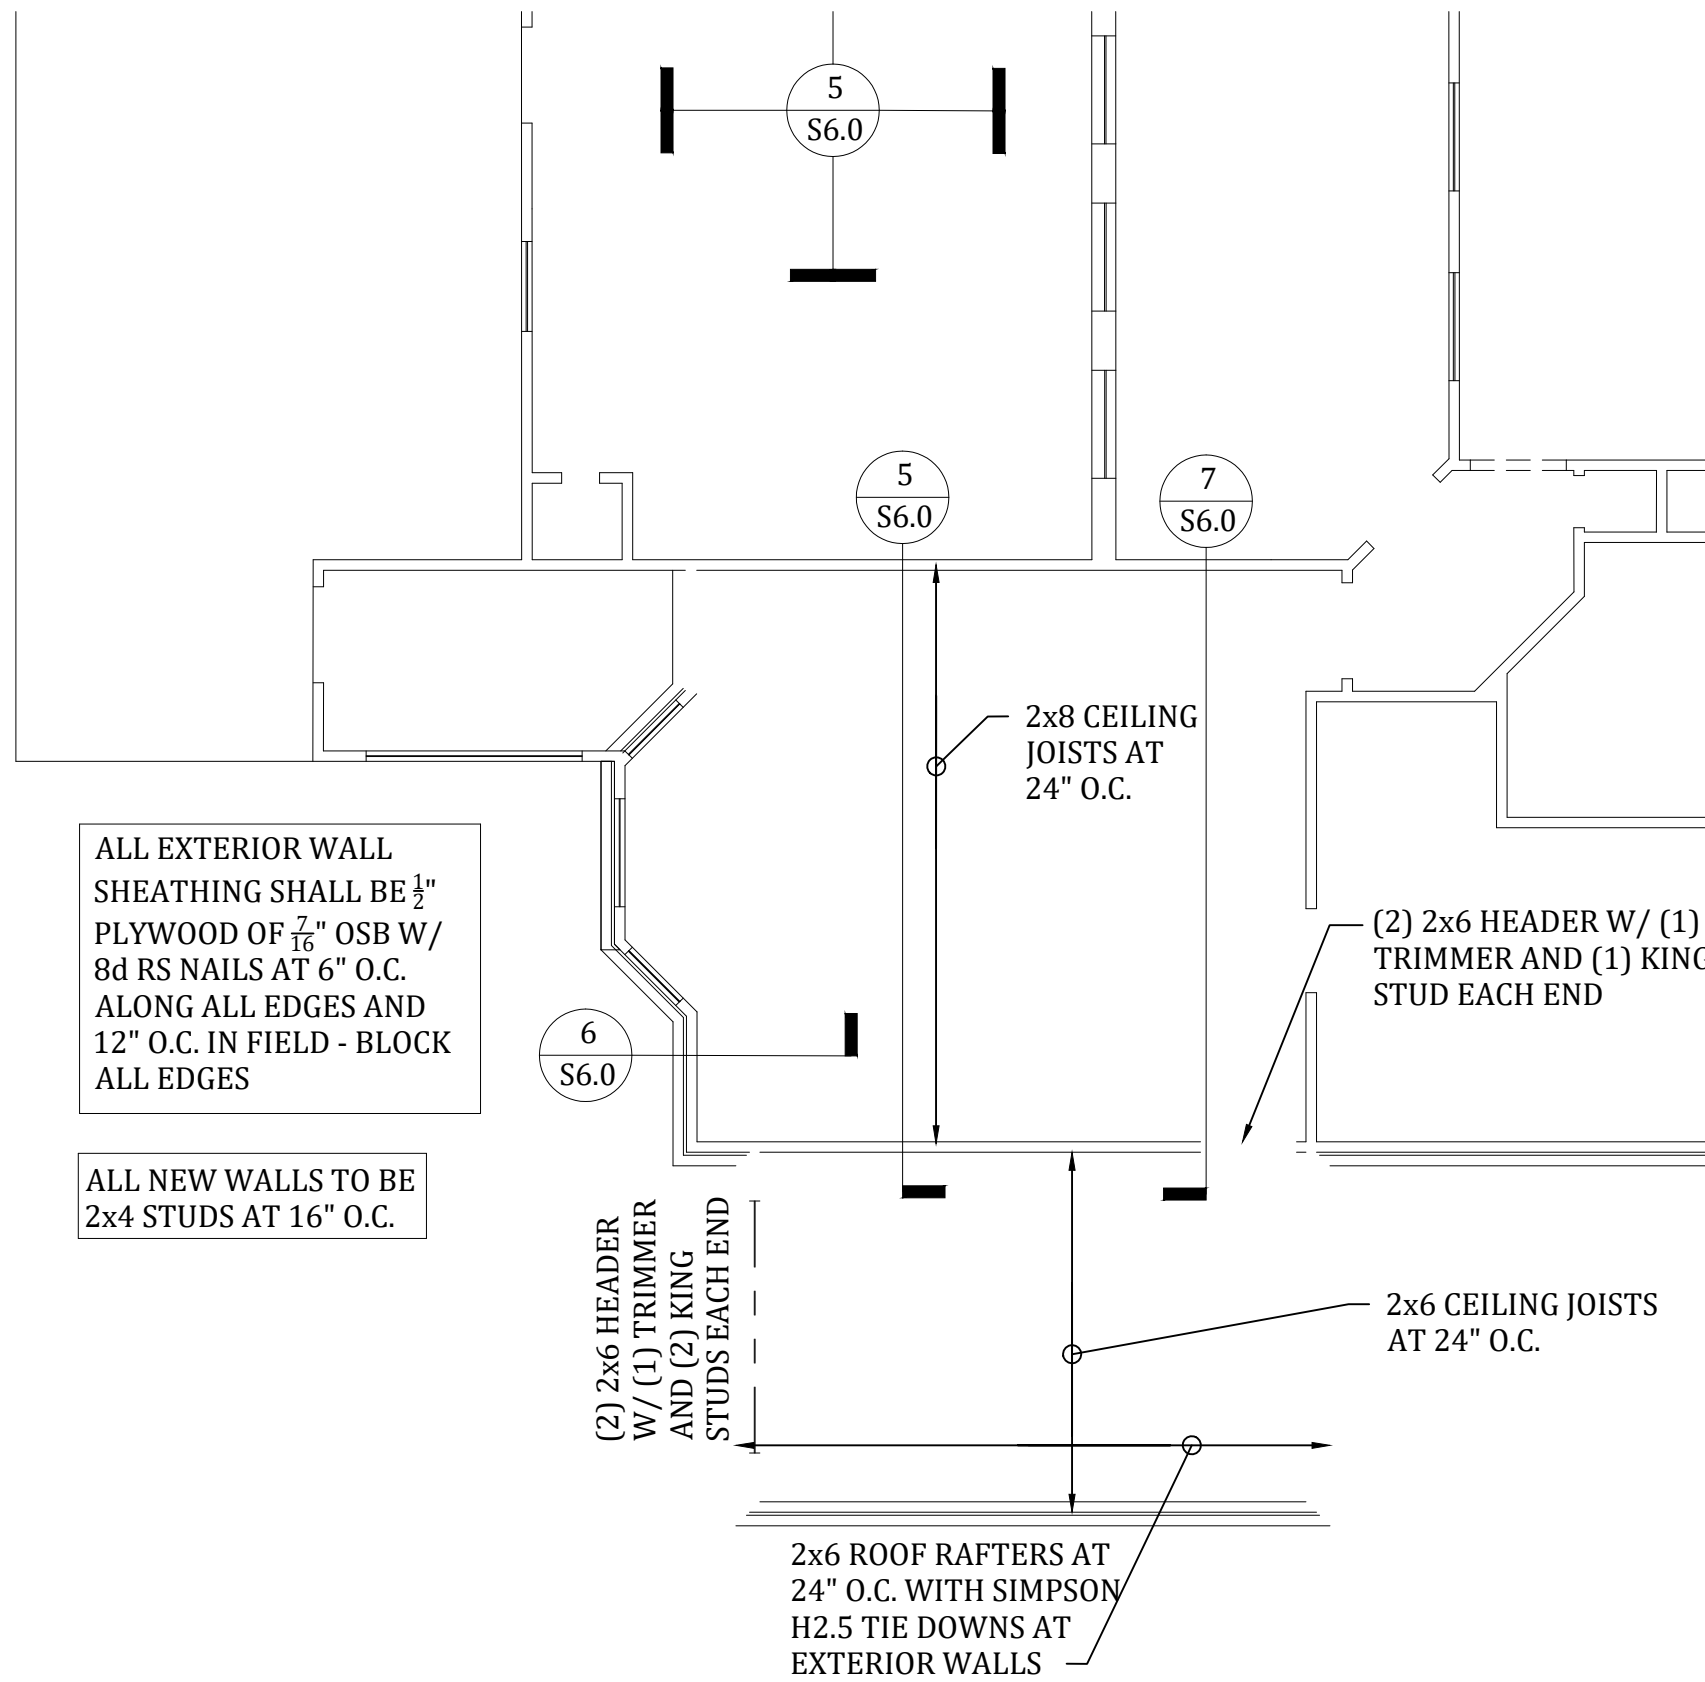 5
S6.0
5
S6.0
7
S6.0
2x8 CEILING
JOISTS AT
24" O.C.
ALL EXTERIOR WALL
SHEATHING SHALL BE 1/2"
PLYWOOD OF 7/16" OSB W/
8d RS NAILS AT 6" O.C.
ALONG ALL EDGES AND
12" O.C. IN FIELD - BLOCK
ALL EDGES
(2) 2x6 HEADER W/ (1)
TRIMMER AND (1) KING
STUD EACH END
6
S6.0
ALL NEW WALLS TO BE
2x4 STUDS AT 16" O.C.
(2) 2x6 HEADER
W/ (1) TRIMMER
AND (2) KING
STUDS EACH END
2x6 CEILING JOISTS
AT 24" O.C.
2x6 ROOF RAFTERS AT
24" O.C. WITH SIMPSON
H2.5 TIE DOWNS AT
EXTERIOR WALLS